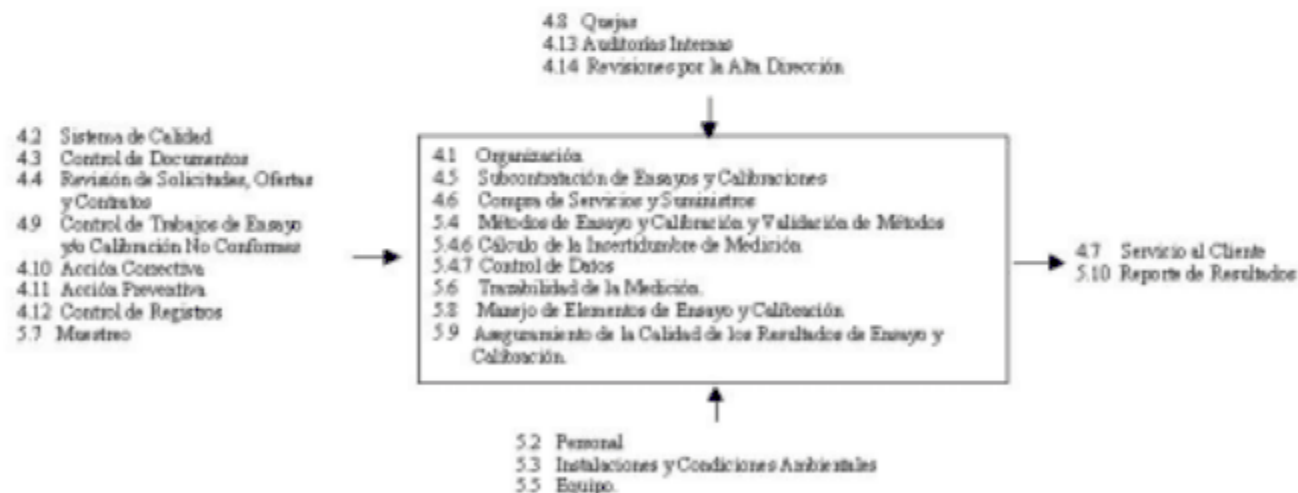 4.8 Quejas
4.13 Auditorías Internas
4.14 Revisiones por la Alta Dirección
4.2 Sistema de Calidad
4.3 Control de Documentos
4.4 Revisión de Solicitudes, Ofertas
y Contratos
4.9 Control de Trabajos de Ensayo
y/o Calibración No Conformes
4.10 Acción Correctiva
4.11 Acción Preventiva
4.12 Control de Registros
5.7 Muestreo
4.1 Organización
4.5 Subcontratación de Ensayos y Calibraciones
4.6 Compra de Servicios y Suministros
5.4 Métodos de Ensayo y Calibración y Validación de Métodos
5.4.6 Cálculo de la Incertidumbre de Medición
5.4.7 Control de Datos
5.6 Trazabilidad de la Medición.
5.8 Manejo de Elementos de Ensayo y Calibración
5.9 Aseguramiento de la Calidad de los Resultados de Ensayo y
Calibración.
4.7 Servicio al Cliente
5.10 Reporte de Resultados
5.2 Personal
5.3 Instalaciones y Condiciones Ambientales
5.5 Equipo.